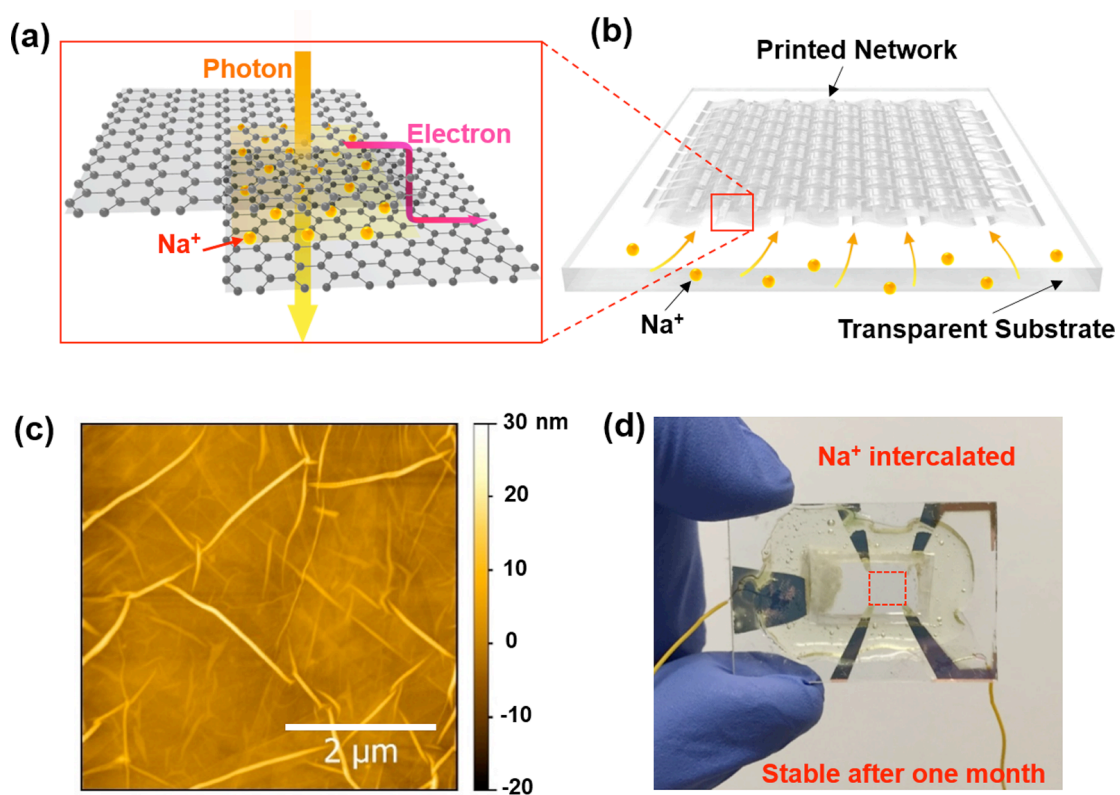 (a)
Photon
Electron
Na⁺
(b)
Printed Network
Na⁺
Transparent Substrate
(c)
30 nm
20
10
0
-10
-20
2 μm
(d)
Na⁺ intercalated
Stable after one month